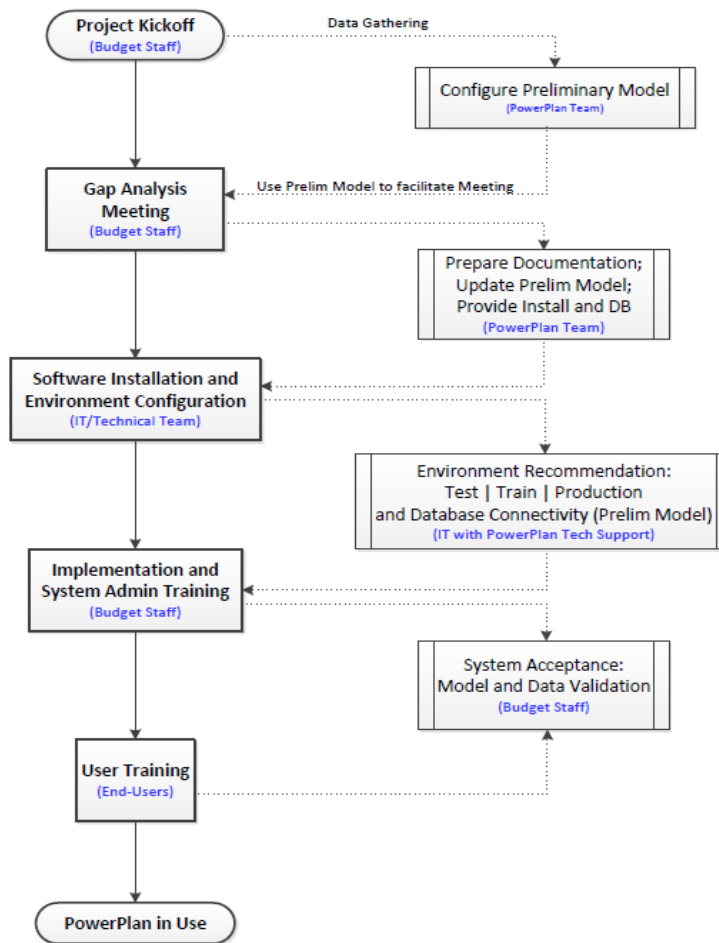 Project Kickoff
(Budget Staff)
Data Gathering
Configure Preliminary Model
(PowerPlan Team)
Use Prelim Model to facilitate Meeting
Gap Analysis
Meeting
(Budget Staff)
Prepare Documentation;
Update Prelim Model;
Provide Install and DB
(PowerPlan Team)
Software Installation and
Environment Configuration
(IT/Technical Team)
Environment Recommendation:
Test | Train | Production
and Database Connectivity (Prelim Model)
(IT with PowerPlan Tech Support)
Implementation and
System Admin Training
(Budget Staff)
System Acceptance:
Model and Data Validation
(Budget Staff)
User Training
(End-Users)
PowerPlan in Use